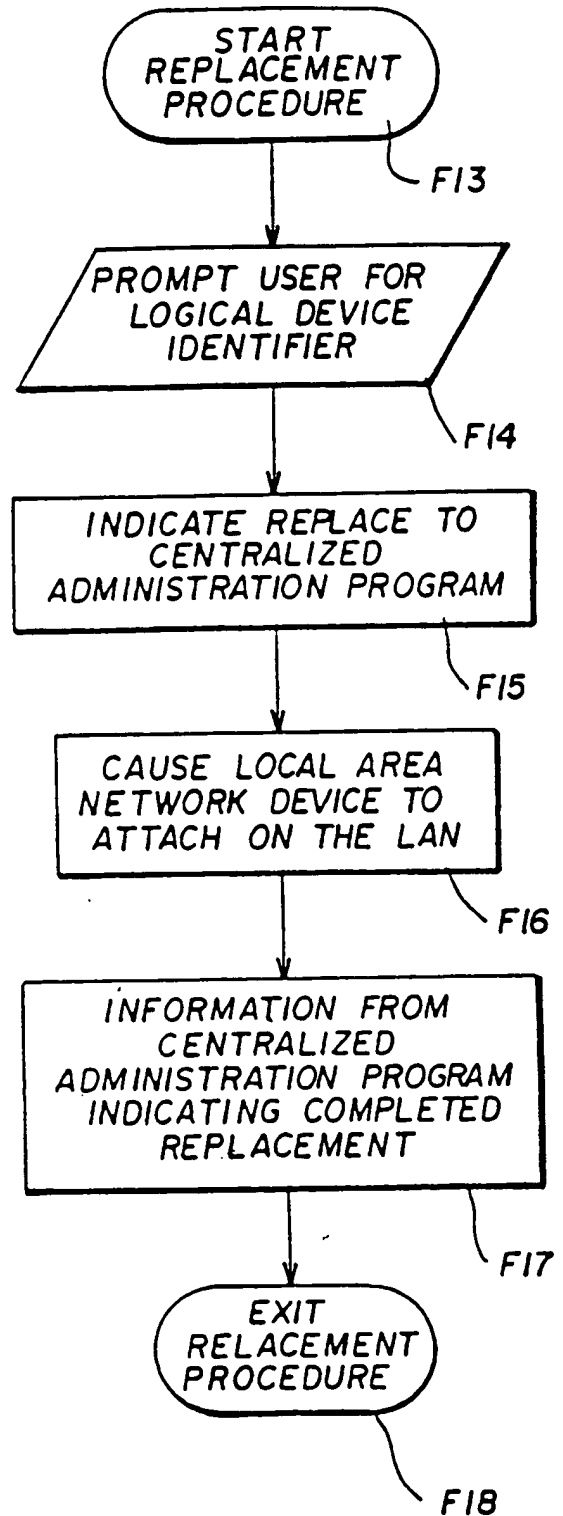 START
REPLACEMENT
PROCEDURE
F13
PROMPT USER FOR
LOGICAL DEVICE
IDENTIFIER
F14
INDICATE REPLACE TO
CENTRALIZED
ADMINISTRATION PROGRAM
F15
CAUSE LOCAL AREA
NETWORK DEVICE TO
ATTACH ON THE LAN
F16
INFORMATION FROM
CENTRALIZED
ADMINISTRATION PROGRAM
INDICATING COMPLETED
REPLACEMENT
F17
EXIT
RELACEMENT
PROCEDURE
F18